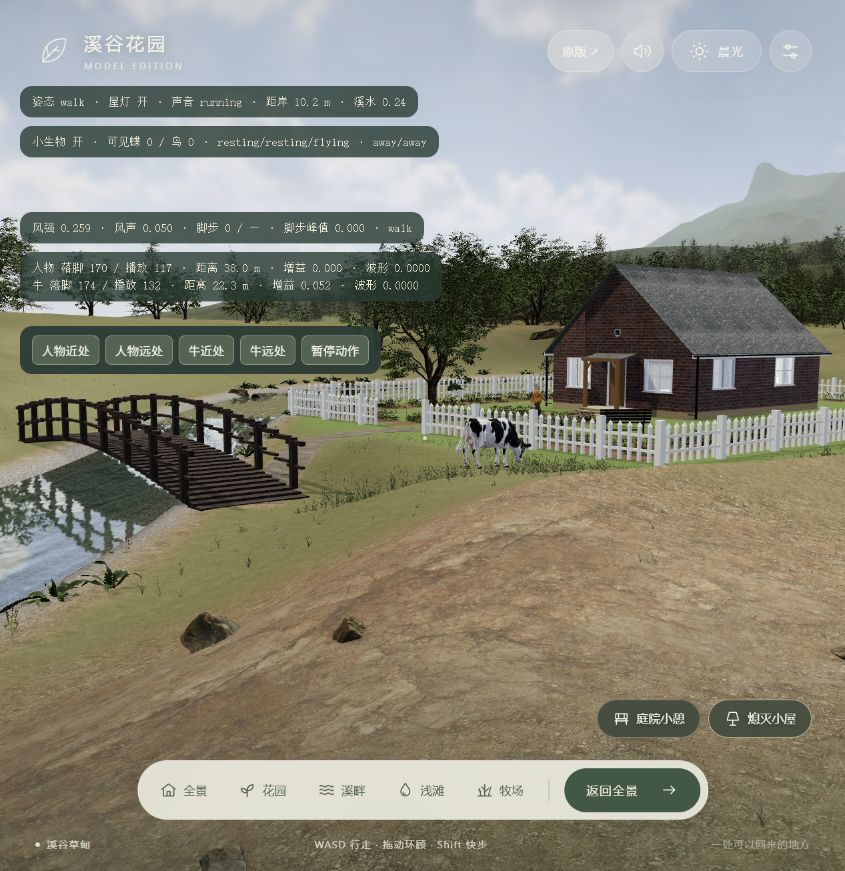 溪谷花园
MODEL EDITION
原版 ↗
晨光
姿态 walk · 屋灯 开 · 声音 running · 距岸 10.2 m · 溪水 0.24
小生物 开 · 可见蝶 0 / 鸟 0 · resting/resting/flying · away/away
风强 0.259 · 风声 0.050 · 脚步 0 / — · 脚步峰值 0.000 · walk
人物 落脚 170 / 播放 117 · 距离 38.0 m · 增益 0.000 · 波形 0.0000
牛 落脚 174 / 播放 132 · 距离 22.3 m · 增益 0.052 · 波形 0.0000
人物近处 人物远处 牛近处 牛远处 暂停动作
庭院小憩 熄灭小屋
全景 花园 溪畔 浅滩 牧场 返回全景 →
溪谷草甸
WASD 行走 · 拖动环顾 · Shift 快步
一处可以回来的地方